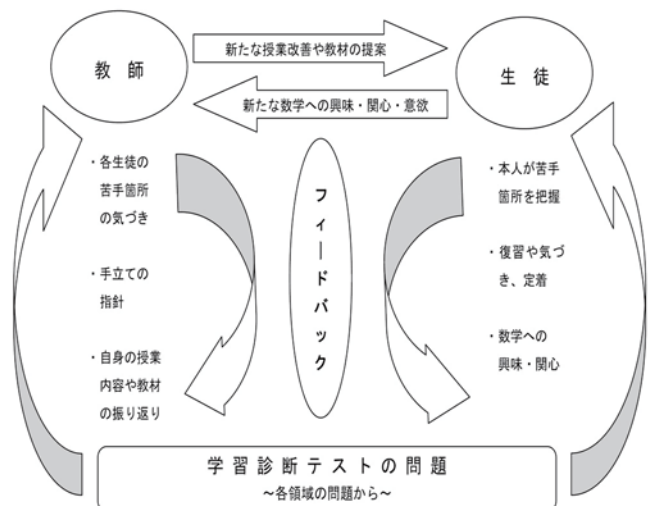 教 師
新たな授業改善や教材の提案
新たな数学への興味・関心・意欲
生 徒
・各生徒の
苦手箇所
の気づき
・手立ての
指針
・自身の授業
内容や教材
の振り返り
フィードバック
・本人が苦手
箇所を把握
・復習や気づ
き、定着
・数学への
興味・関心
学習診断テストの問題
～各領域の問題から～